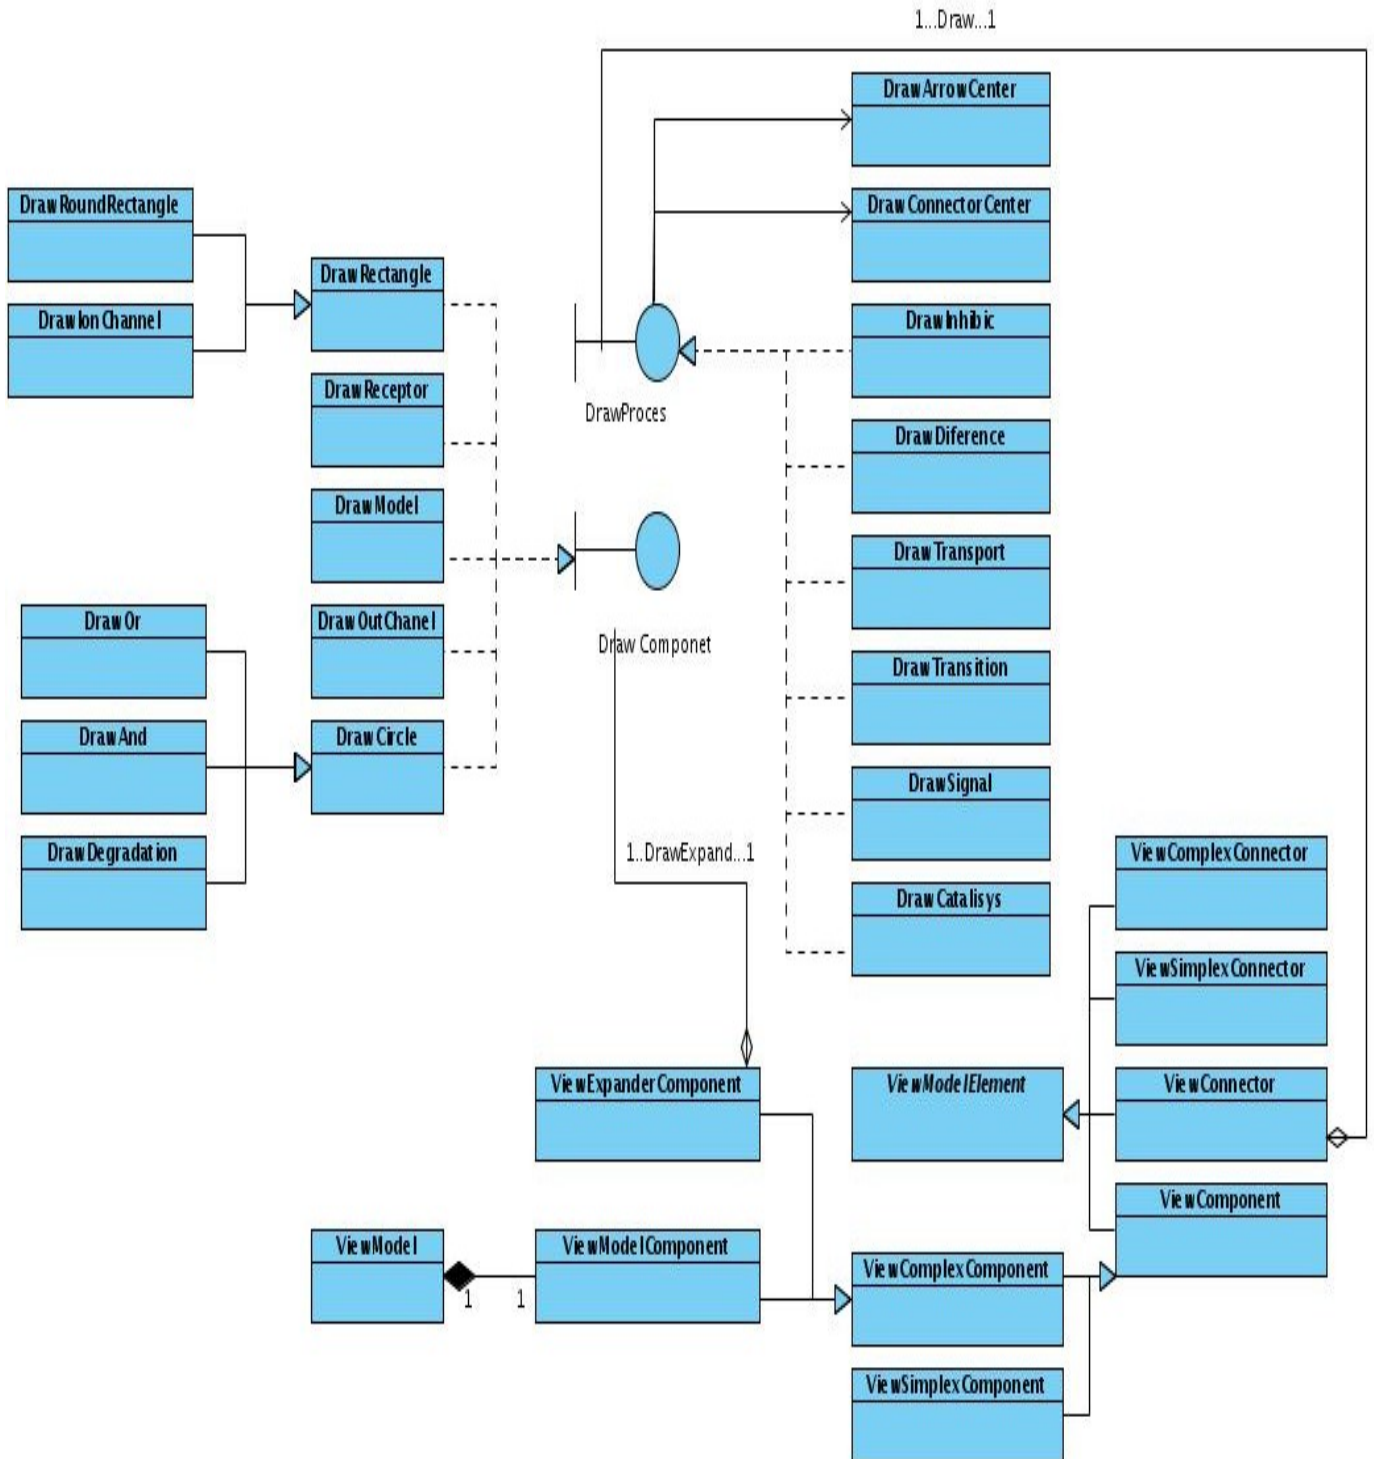 1...Draw...1
DrawArrowCenter
DrawRoundRectangle
DrawConnectorCenter
DrawRectangle
DrawIonChannel
DrawInhibic
DrawReceptor
DrawProces
DrawDiference
DrawModel
DrawTransport
DrawOr
DrawOutChanel
Draw Componet
DrawTransition
DrawAnd
DrawCircle
DrawSignal
DrawDegradation
1..DrawExpand...1
ViewComplexConnector
DrawCatalisys
ViewSimplexConnector
ViewExpanderComponent
ViewModelElement
ViewConnector
ViewComponent
ViewModel
ViewModelComponent
ViewComplexComponent
1 1
ViewSimplexComponent